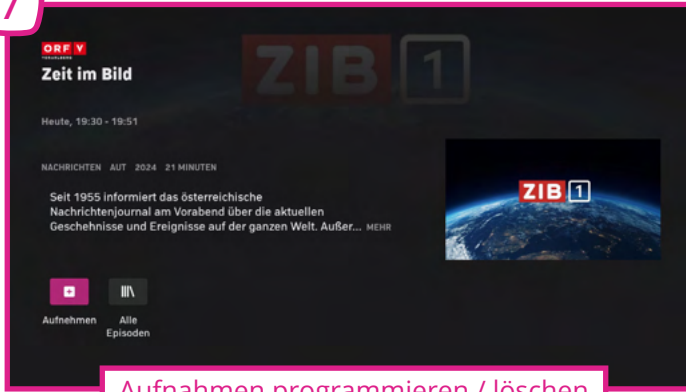 7
ORF V
VORARLBERG
Zeit im Bild
ZIB 1
Heute, 19:30 - 19:51
NACHRICHTEN AUT 2024 21 MINUTEN
Seit 1955 informiert das österreichische
Nachrichtenjournal am Vorabend über die aktuellen
Geschehnisse und Ereignisse auf der ganzen Welt. Außer... MEHR
ZIB 1
Aufnehmen
Alle
Episoden
Aufnahmen programmieren / löschen